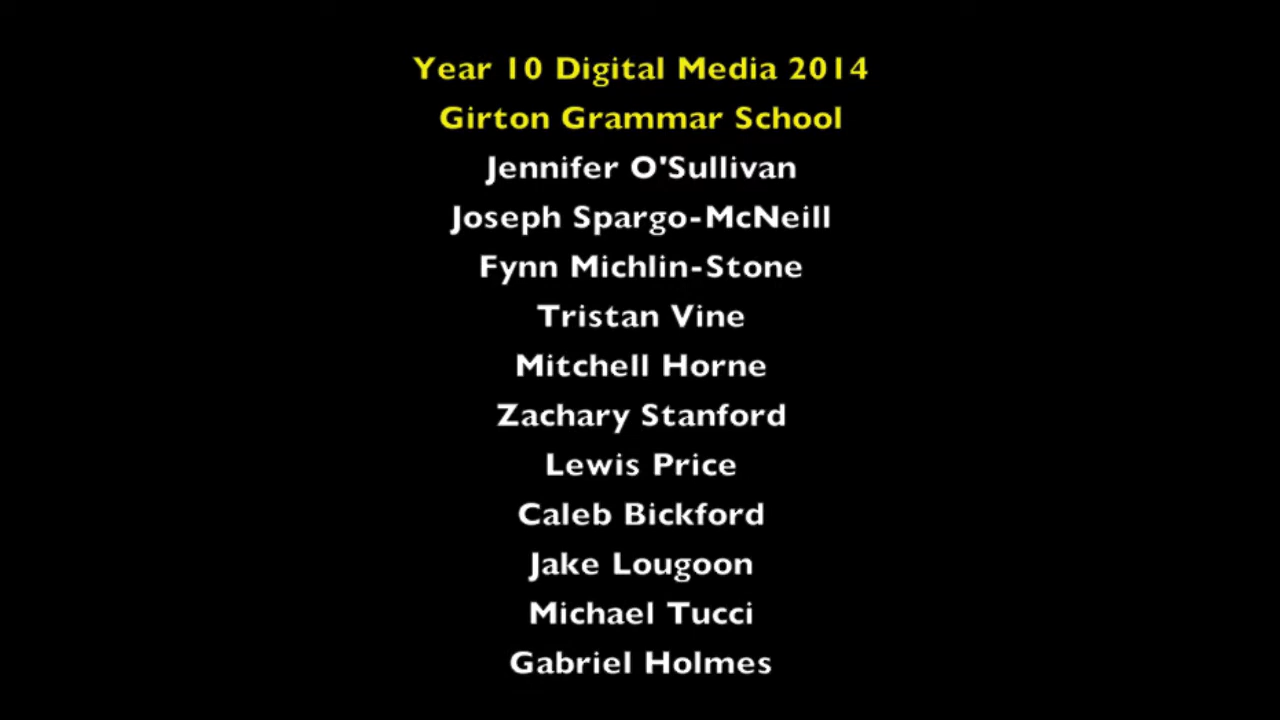 Year 10 Digital Media 2014
Girton Grammar School
Jennifer O'Sullivan
Joseph Spargo-McNeill
Fynn Michlin-Stone
Tristan Vine
Mitchell Horne
Zachary Stanford
Lewis Price
Caleb Bickford
Jake Lougoon
Michael Tucci
Gabriel Holmes